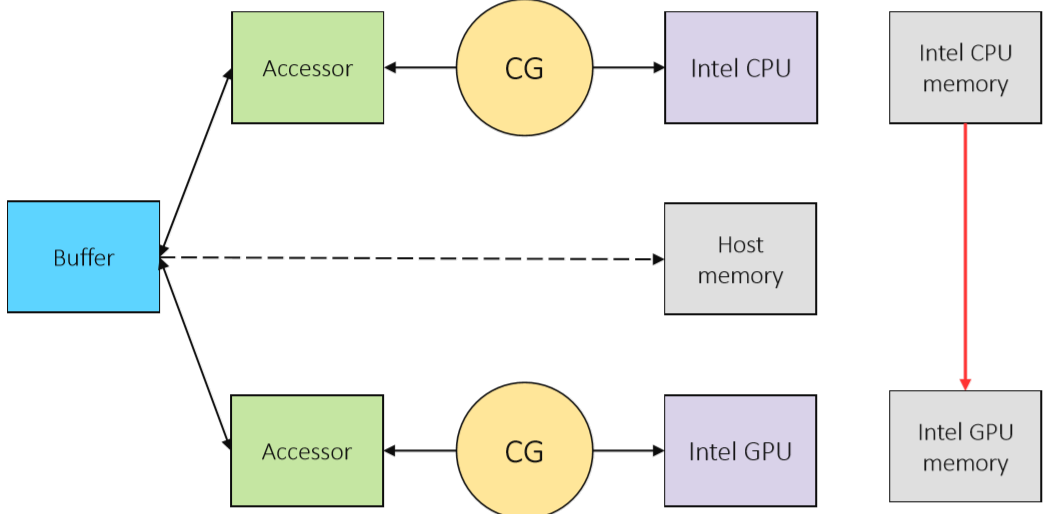 Accessor
CG
Intel CPU
Intel CPU
memory
Buffer
Host
memory
Accessor
CG
Intel GPU
Intel GPU
memory